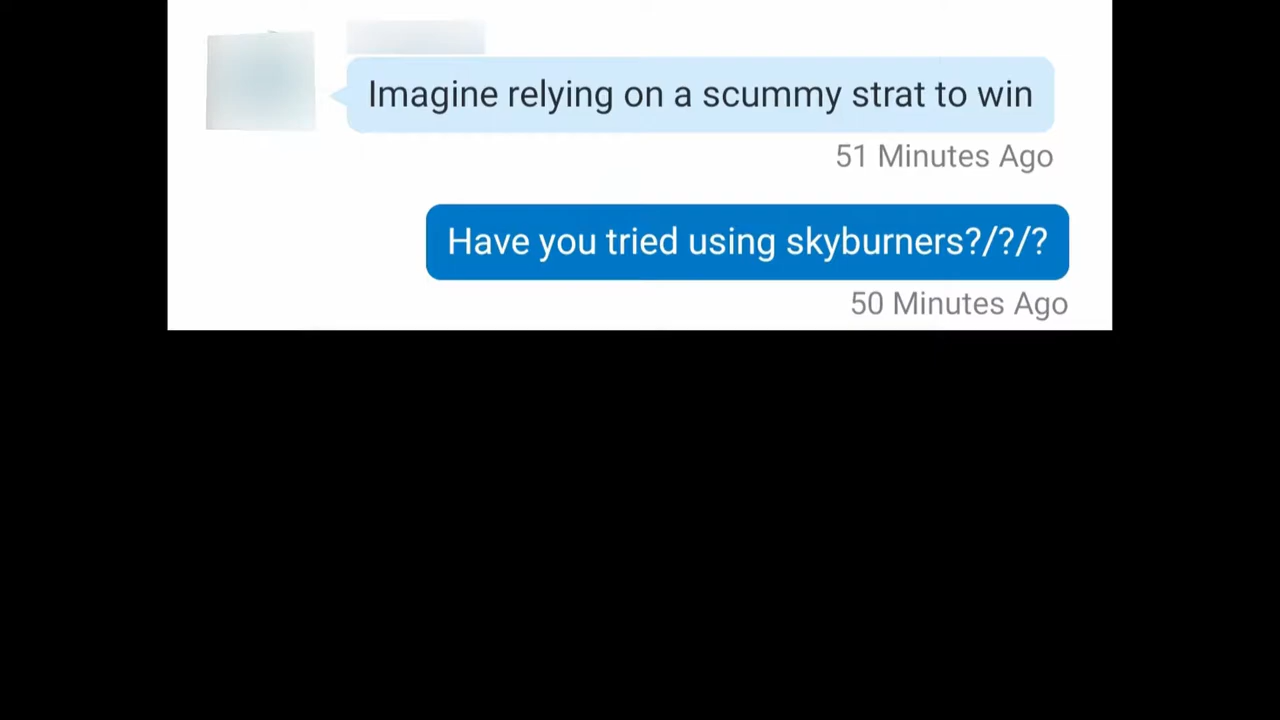 Imagine relying on a scummy strat to win
51 Minutes Ago
Have you tried using skyburners?/?/?
50 Minutes Ago